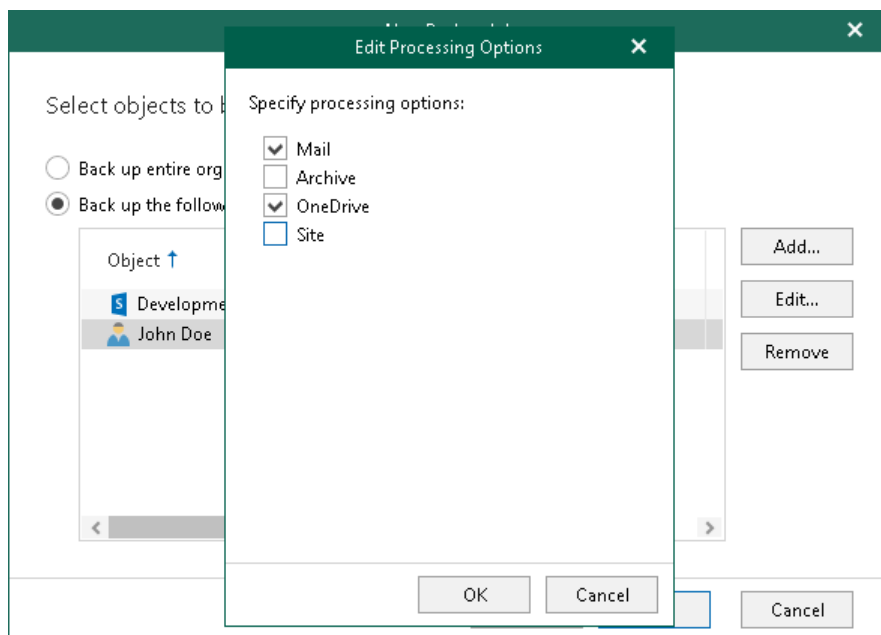 Edit Processing Options
Select objects to
Specify processing options:
Mail
Archive
OneDrive
Site
Back up entire org
Back up the follow
Object
Developme
John Doe
Add...
Edit...
Remove
OK
Cancel
Cancel